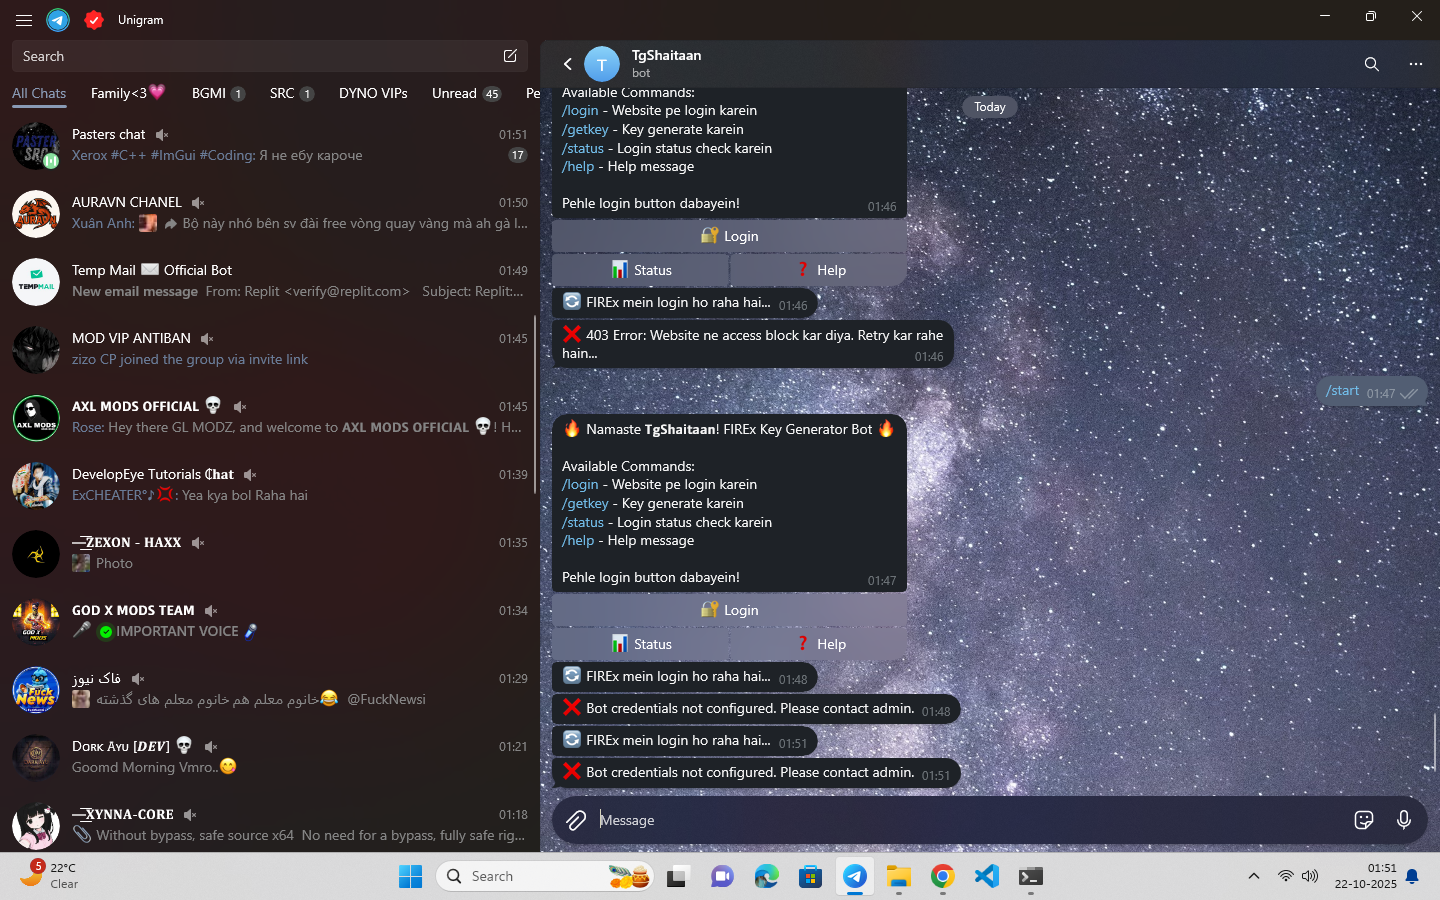 Unigram
Search
All Chats
Family<3💗
BGMI 1
SRC 1
DYNO VIPs
Unread 45
Pe
Pasters chat
01:51
Xerox #C++ #ImGui #Coding: Я не ебу кароче
17
AURAVN CHANEL
01:50
Xuân Anh: Bộ này nhó bên sv đài free vòng quay vàng mà ah gà l...
Temp Mail ✉️ Official Bot
01:49
New email message From: Replit <verify@replit.com> Subject: Replit:...
MOD VIP ANTIBAN
01:45
zizo CP joined the group via invite link
AXL MODS OFFICIAL 💀
01:45
Rose: Hey there GL MODZ, and welcome to AXL MODS OFFICIAL 💀! H...
DevelopEye Tutorials ℂ𝐡𝐚𝐭
01:39
ExCHEATER°♪💢: Yea kya bol Raha hai
𝐙𝐄𝐗𝐎𝐍 - 𝐇𝐀𝐗𝐗
01:35
Photo
GOD X MODS TEAM
01:34
🎤 ✅IMPORTANT VOICE 🎤
فاک نیوز
01:29
خانوم معلم هم خانوم معلم های گذشته😂 @FuckNewsi
Dαʀᴋ Aʏᴜ [𝑫𝑬𝑽] 💀
01:21
Goomd Morning Vmro..😋
𝐗𝐘𝐍𝐍𝐀-𝐂𝐎𝐑𝐄
01:18
📎 Without bypass, safe source x64 No need for a bypass, fully safe rig...
T
TgShaitaan
bot
Today
Available Commands:
/login - Website pe login karein
/getkey - Key generate karein
/status - Login status check karein
/help - Help message
Pehle login button dabayein!
01:46
🔐 Login
📊 Status
❓ Help
🔄 FIREx mein login ho raha hai... 01:46
❌ 403 Error: Website ne access block kar diya. Retry kar rahe
hain... 01:46
/start 01:47
🔥 Namaste TgShaitaan! FIREx Key Generator Bot 🔥
Available Commands:
/login - Website pe login karein
/getkey - Key generate karein
/status - Login status check karein
/help - Help message
Pehle login button dabayein!
01:47
🔐 Login
📊 Status
❓ Help
🔄 FIREx mein login ho raha hai... 01:48
❌ Bot credentials not configured. Please contact admin. 01:48
🔄 FIREx mein login ho raha hai... 01:51
❌ Bot credentials not configured. Please contact admin. 01:51
Message
5
22°C
Clear
Search
01:51
22-10-2025